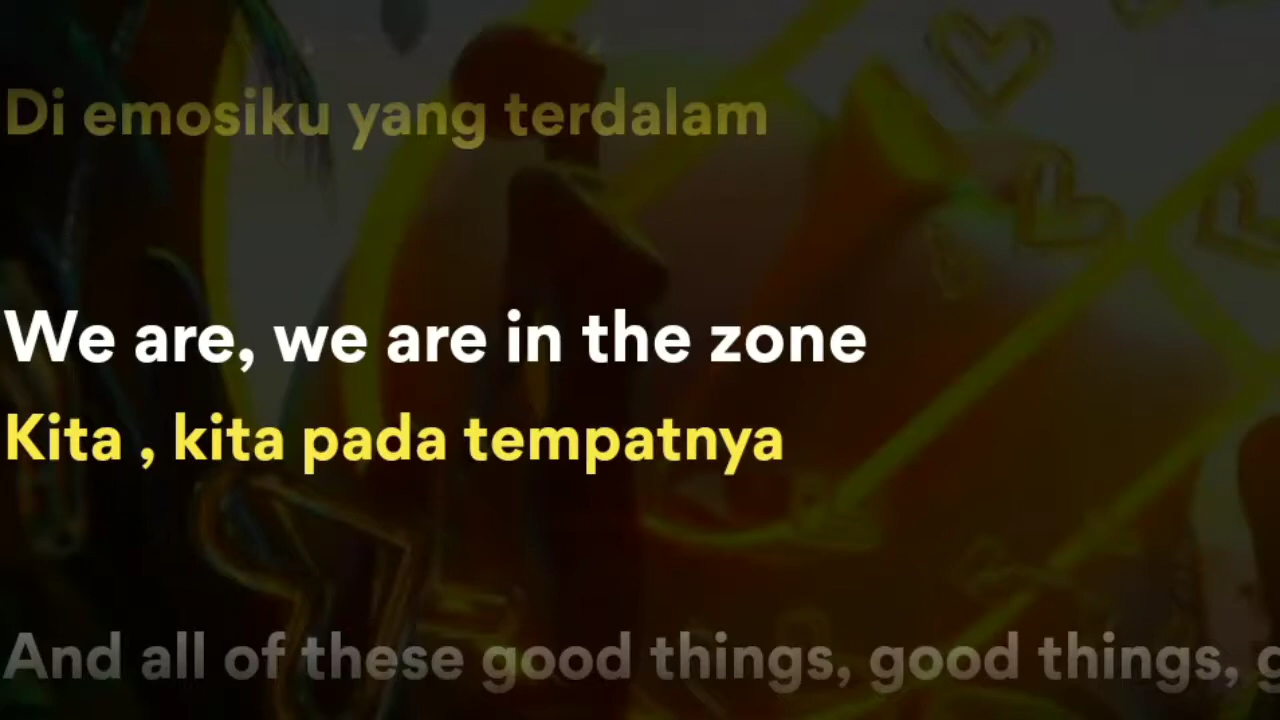 Di emosiku yang terdalam
We are, we are in the zone
Kita , kita pada tempatnya
And all of these good things, good things,